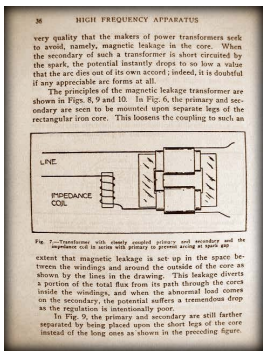 36 HIGH FREQUENCY APPARATUS
very quality that the makers of power transformers seek
to avoid, namely, magnetic leakage in the core. When
the secondary of such a transformer is short circuited by
the spark, the potential instantly drops to so low a value
that the arc dies out of its own accord; indeed, it is doubtful
if any appreciable arc forms at all.
The principles of the magnetic leakage transformer are
shown in Figs. 8, 9 and 10. In Fig. 6, the primary and sec-
ondary are seen to be mounted upon separate legs of the
rectangular iron core. This loosens the coupling to such an
LINE.
IMPEDANCE
COIL
Fig. 7.—Transformer with closely coupled primary and secondary and the
impedance coil in series with primary to prevent arcing at spark gap
extent that magnetic leakage is set up in the space be-
tween the windings and around the outside of the core as
shown by the lines in the drawing. This leakage diverts
a portion of the total flux from its path through the cores
inside the windings, and when the abnormal load comes
on the secondary, the potential suffers a tremendous drop
as the regulation is intentionally poor.
In Fig. 9, the primary and secondary are still farther
separated by being placed upon the short legs of the core
instead of the long ones as shown in the preceding figure.